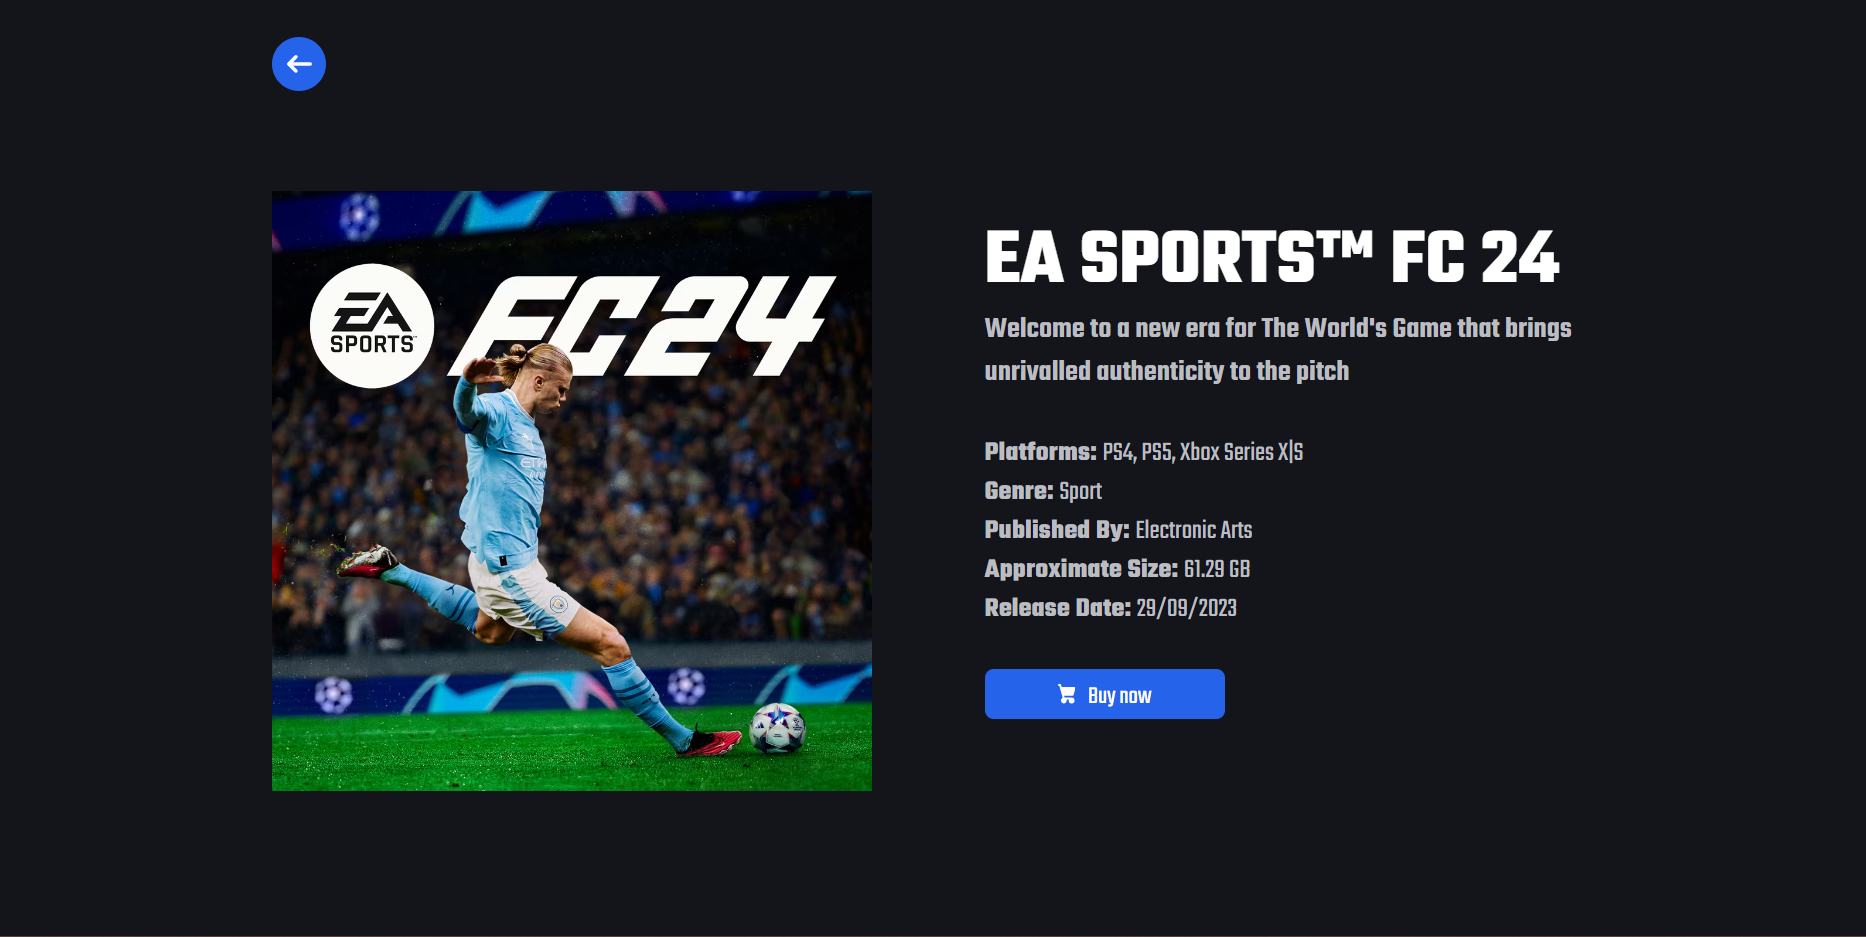 EA
SPORTS™
FC24
EA SPORTS™ FC 24
Welcome to a new era for The World's Game that brings
unrivalled authenticity to the pitch
Platforms: PS4, PS5, Xbox Series X|S
Genre: Sport
Published By: Electronic Arts
Approximate Size: 61.29 GB
Release Date: 29/09/2023
Buy now